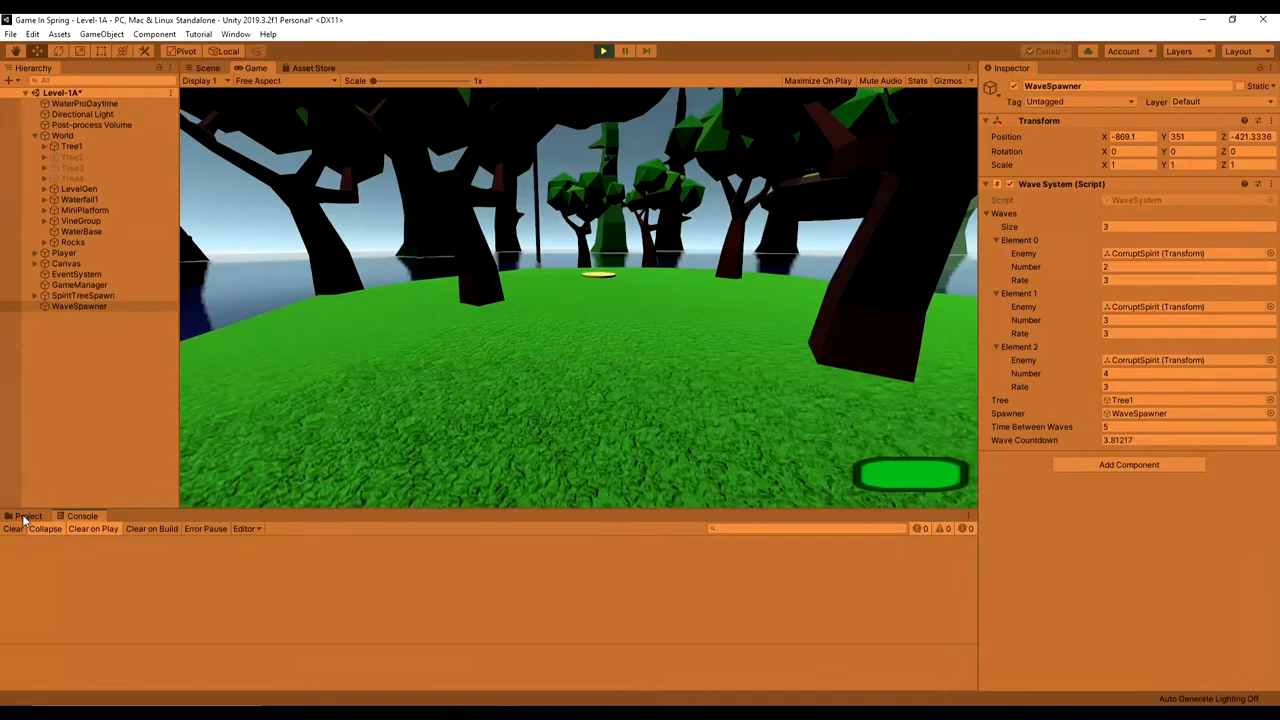 Game In Spring - Level-1A - PC, Mac & Linux Standalone - Unity 2019.3.2f1 Personal* <DX11>
File Edit Assets GameObject Component Tutorial Window Help
Pivot Local Collab Account Layers Layout
Hierarchy
All
Level-1A*
WaterProDaytime
Directional Light
Post-process Volume
World
Tree1
Tree2
Tree3
Tree4
LevelGen
Waterfall1
MiniPlatform
VineGroup
WaterBase
Rocks
Player
Canvas
EventSystem
GameManager
SpiritTreeSpawn
WaveSpawner
Scene Game Asset Store
Display 1 Free Aspect Scale 1x Maximize On Play Mute Audio Stats Gizmos
Inspector
WaveSpawner Static
Tag Untagged Layer Default
Transform
Position X -869.1 Y 351 Z -421.3336
Rotation X 0 Y 0 Z 0
Scale X 1 Y 1 Z 1
Wave System (Script)
Script WaveSystem
Waves
Size 3
Element 0
Enemy CorruptSpirit (Transform)
Number 2
Rate 3
Element 1
Enemy CorruptSpirit (Transform)
Number 3
Rate 3
Element 2
Enemy CorruptSpirit (Transform)
Number 4
Rate 3
Tree Tree1
Spawner WaveSpawner
Time Between Waves 5
Wave Countdown 3.81217
Add Component
Project Console
Clear Collapse Clear on Play Clear on Build Error Pause Editor 0 0 0
Auto Generate Lighting Off